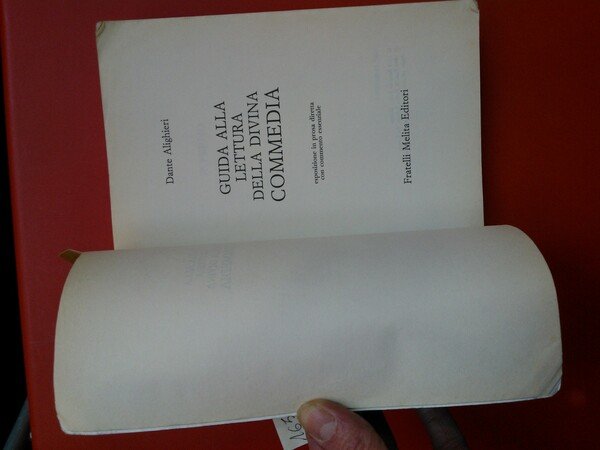 Dante Alighieri
GUIDA ALLA
LETTURA
DELLA DIVINA
COMMEDIA
esposizione in prosa diretta
con commento essenziale
Fratelli Melita Editori